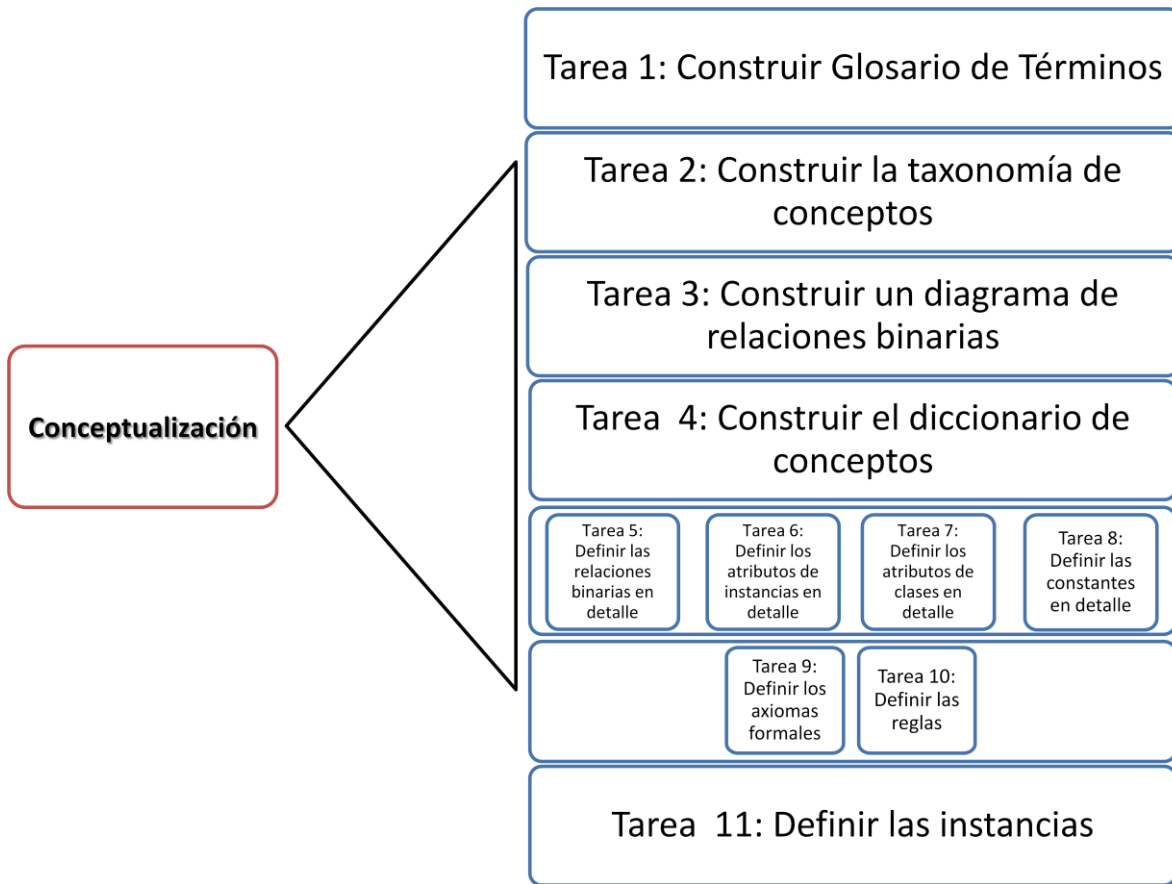 Tarea 1: Construir Glosario de Términos
Tarea 2: Construir la taxonomía de
conceptos
Tarea 3: Construir un diagrama de
relaciones binarias
Conceptualización
Tarea 4: Construir el diccionario de
conceptos
Tarea 5:
Definir las
relaciones
binarias en
detalle
Tarea 6:
Definir los
atributos de
instancias en
detalle
Tarea 7:
Definir los
atributos de
clases en
detalle
Tarea 8:
Definir las
constantes
en detalle
Tarea 9:
Definir los
axiomas
formales
Tarea 10:
Definir las
reglas
Tarea 11: Definir las instancias